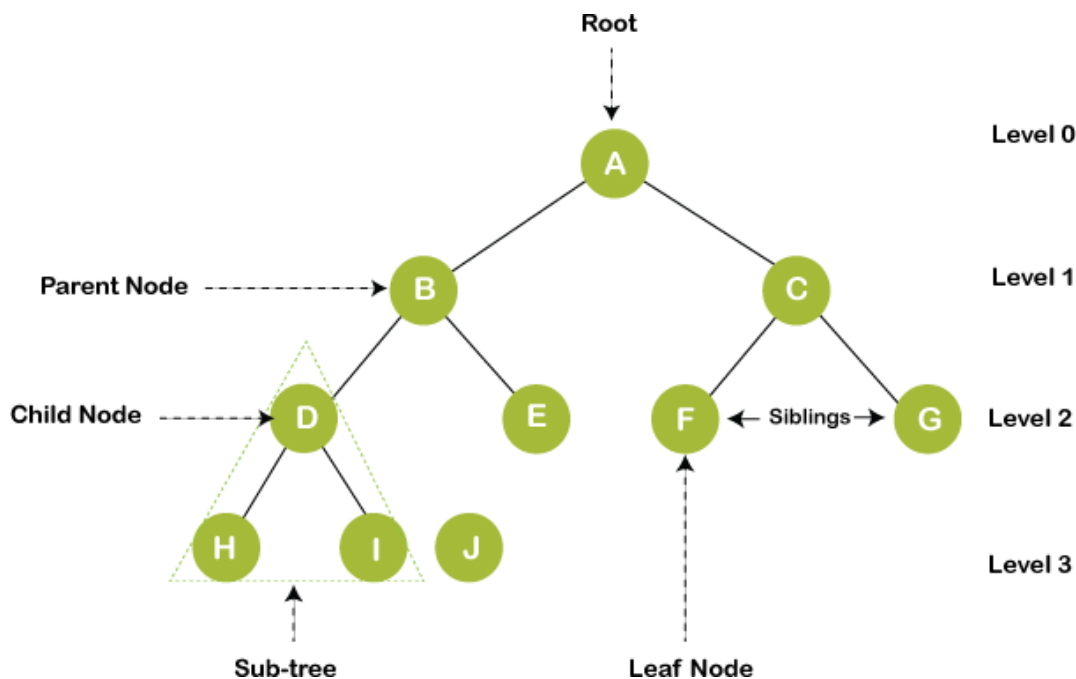 Root
Level 0
A
Parent Node
B
C
Level 1
Child Node
D
E
F
Siblings
G
Level 2
H
I
J
Level 3
Sub-tree
Leaf Node